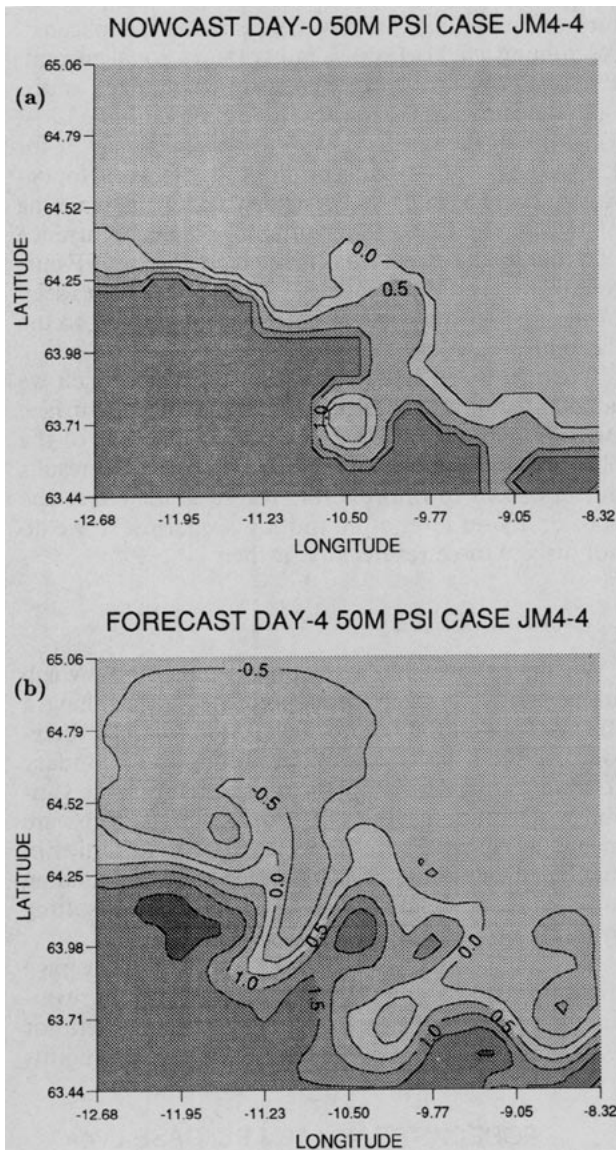 NOWCAST DAY-0 50M PSI CASE JM4-4
(a)
65.06
64.79
64.52
64.25
63.98
63.71
63.44
LATITUDE
0.0
0.5
1.0
-12.68 -11.95 -11.23 -10.50 -9.77 -9.05 -8.32
LONGITUDE
FORECAST DAY-4 50M PSI CASE JM4-4
(b)
65.06
64.79
64.52
64.25
63.98
63.71
63.44
LATITUDE
-0.5
-0.5
0.0
0.5
0.0
1.0
1.5
0.5
1.0
-12.68 -11.95 -11.23 -10.50 -9.77 -9.05 -8.32
LONGITUDE